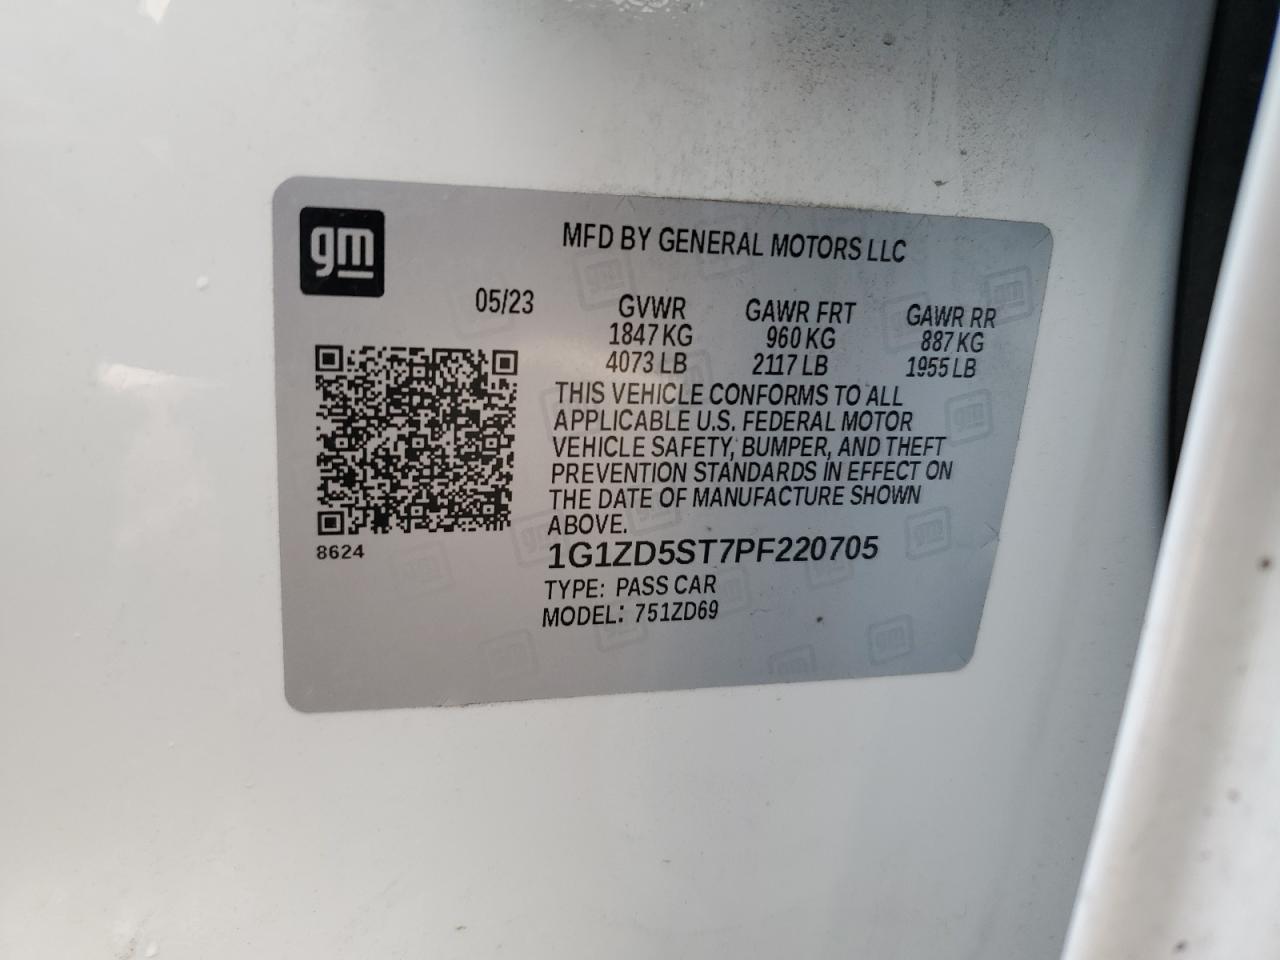 gm
MFD BY GENERAL MOTORS LLC
05/23 GVWR GAWR FRT GAWR RR
1847 KG 960 KG 887 KG
4073 LB 2117 LB 1955 LB
THIS VEHICLE CONFORMS TO ALL
APPLICABLE U.S. FEDERAL MOTOR
VEHICLE SAFETY, BUMPER, AND THEFT
PREVENTION STANDARDS IN EFFECT ON
THE DATE OF MANUFACTURE SHOWN
ABOVE.
8624
1G1ZD5ST7PF220705
TYPE: PASS CAR
MODEL: 751ZD69